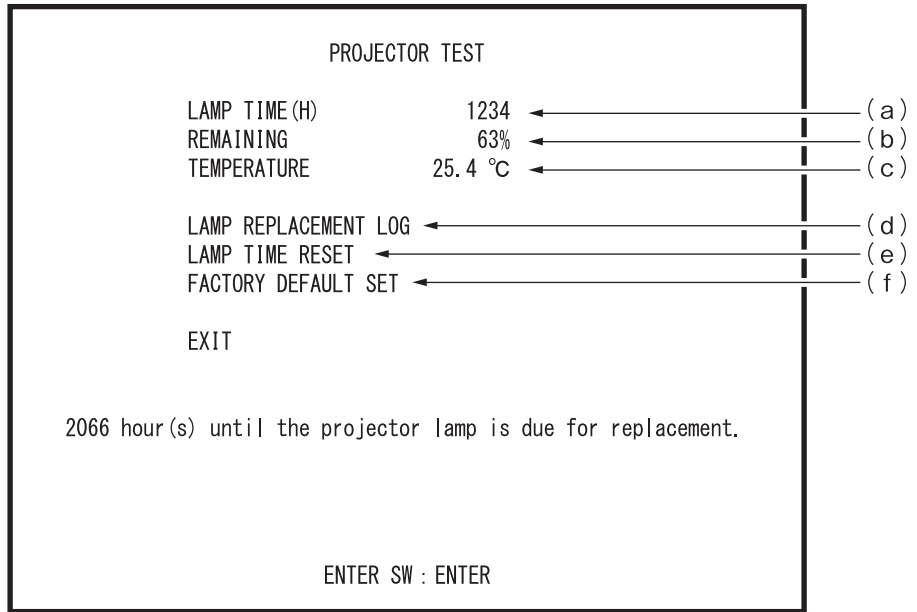 PROJECTOR TEST
LAMP TIME(H) 1234 (a)
REMAINING 63% (b)
TEMPERATURE 25.4 ℃ (c)
LAMP REPLACEMENT LOG (d)
LAMP TIME RESET (e)
FACTORY DEFAULT SET (f)
EXIT
2066 hour(s) until the projector lamp is due for replacement.
ENTER SW : ENTER